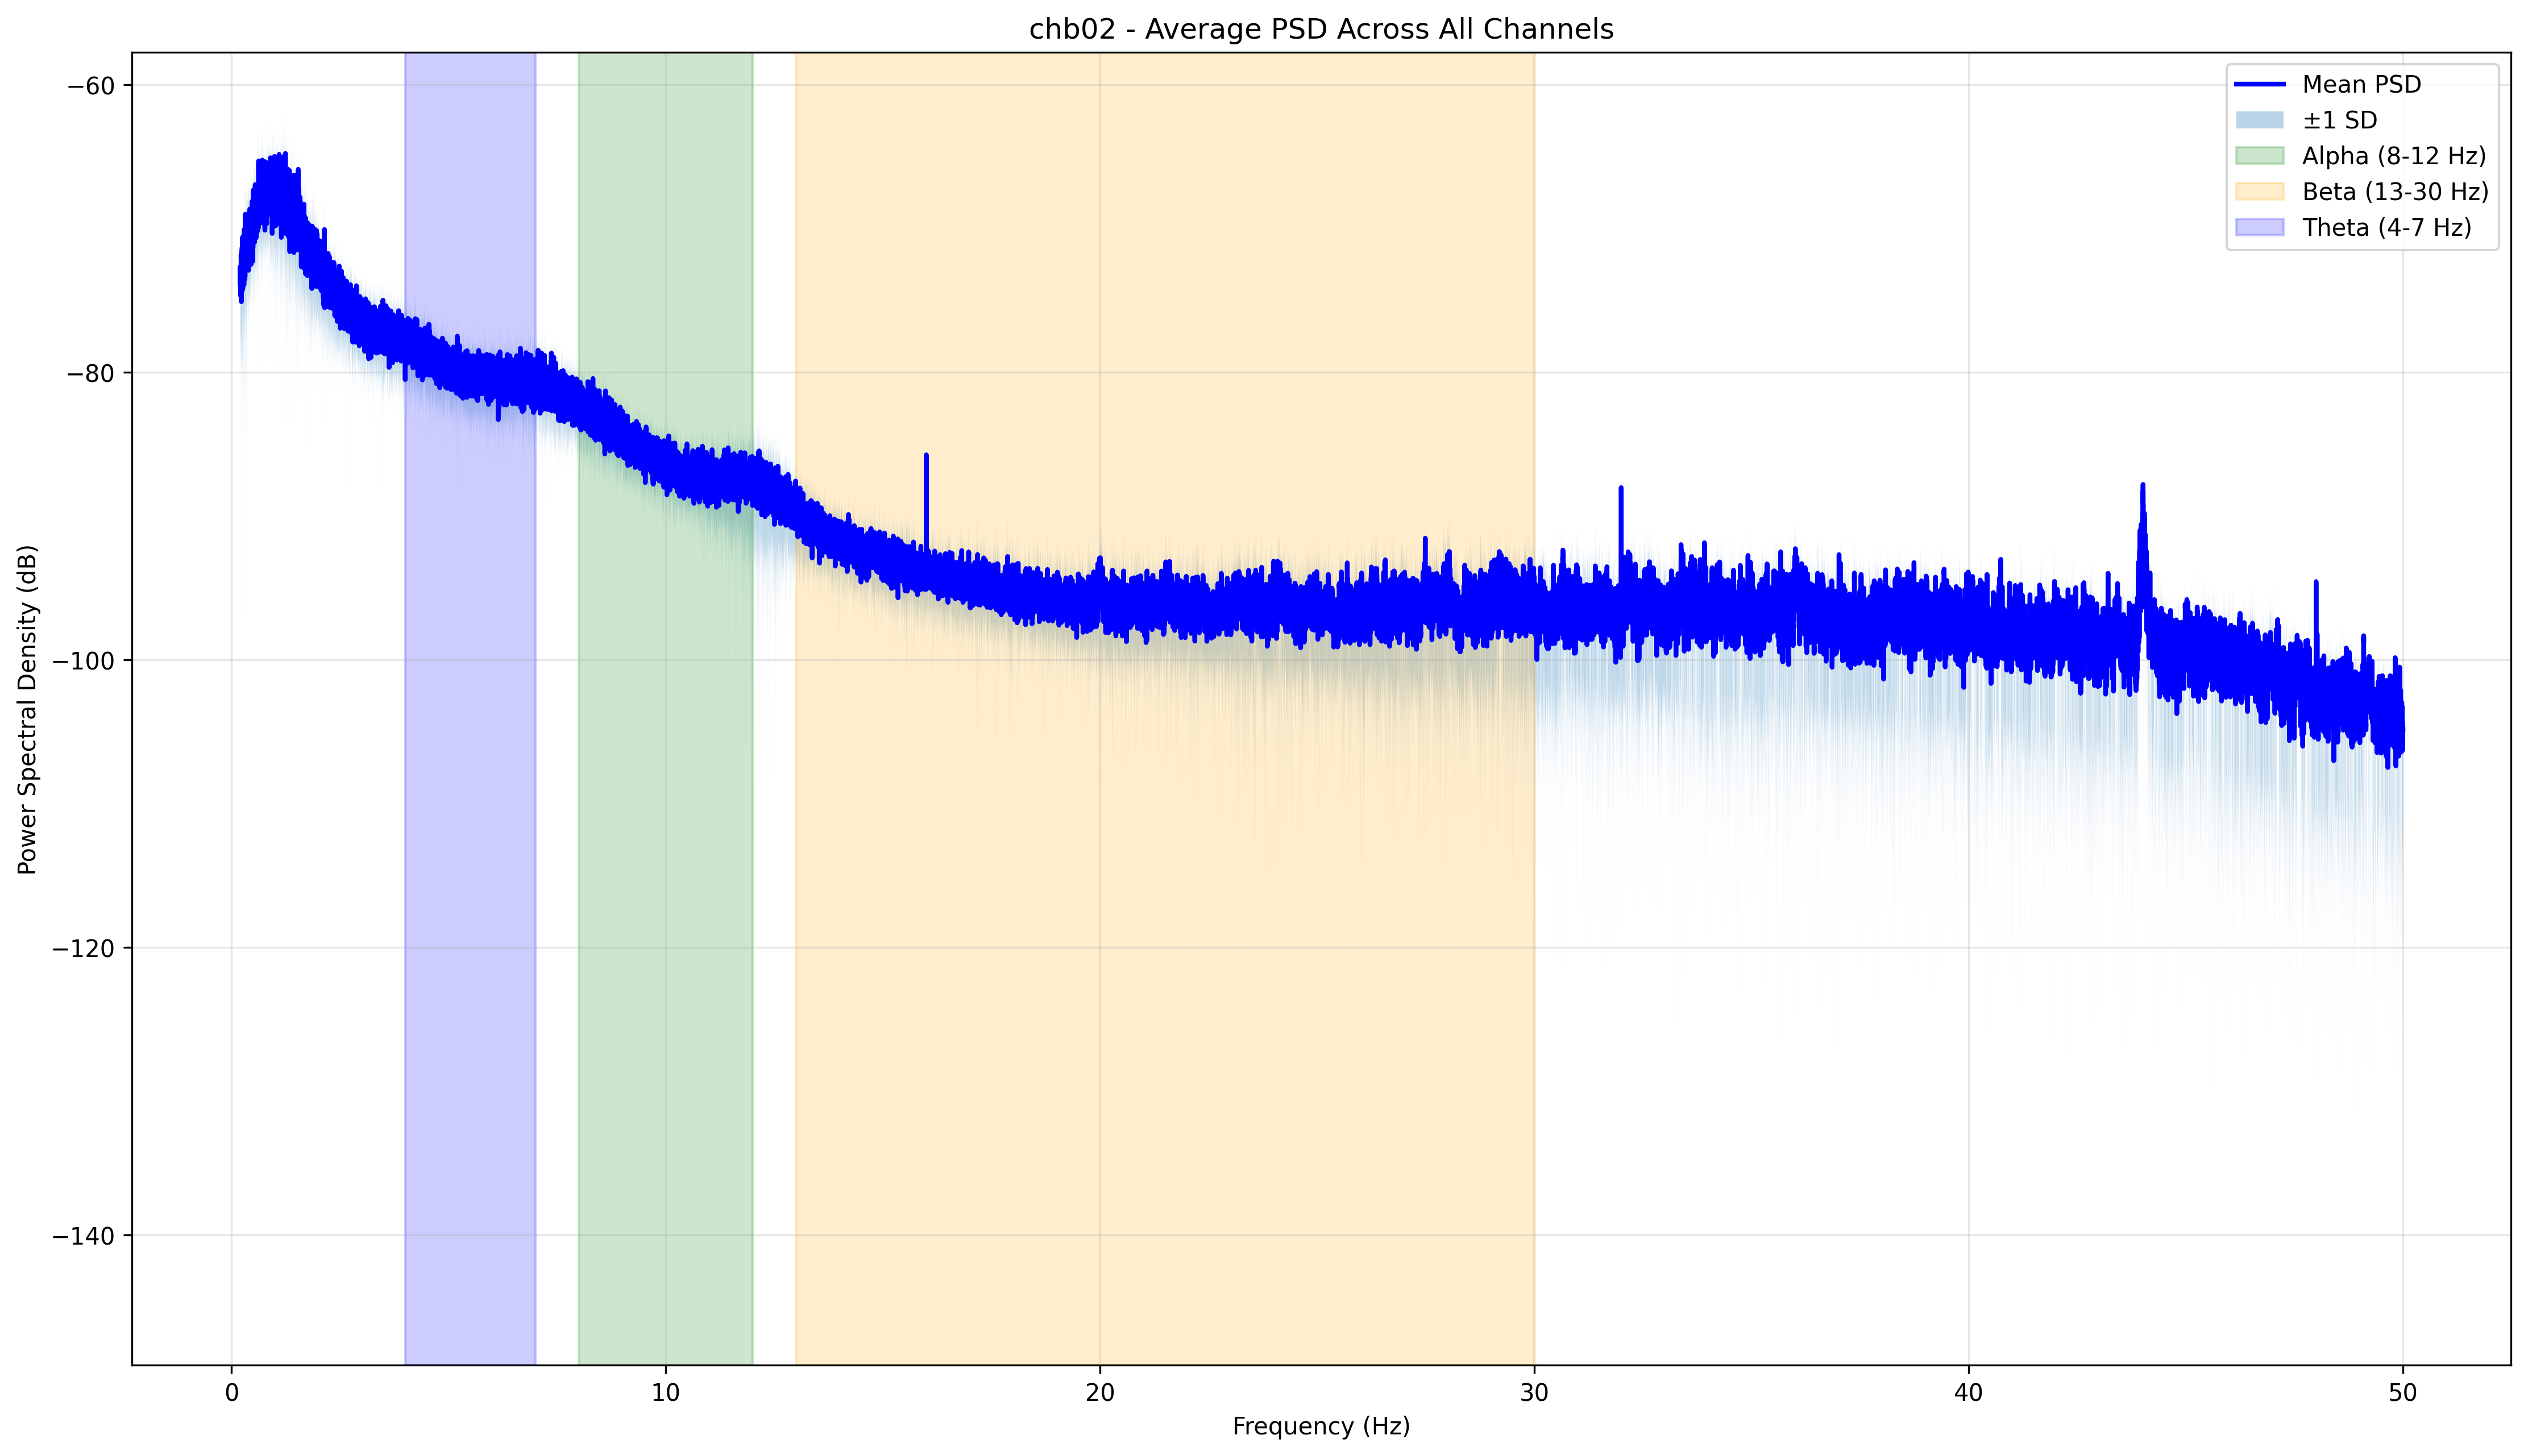 chb02 - Average PSD Across All Channels
Mean PSD
±1 SD
Alpha (8-12 Hz)
Beta (13-30 Hz)
Theta (4-7 Hz)
Power Spectral Density (dB)
−60
−80
−100
−120
−140
0
10
20
30
40
50
Frequency (Hz)